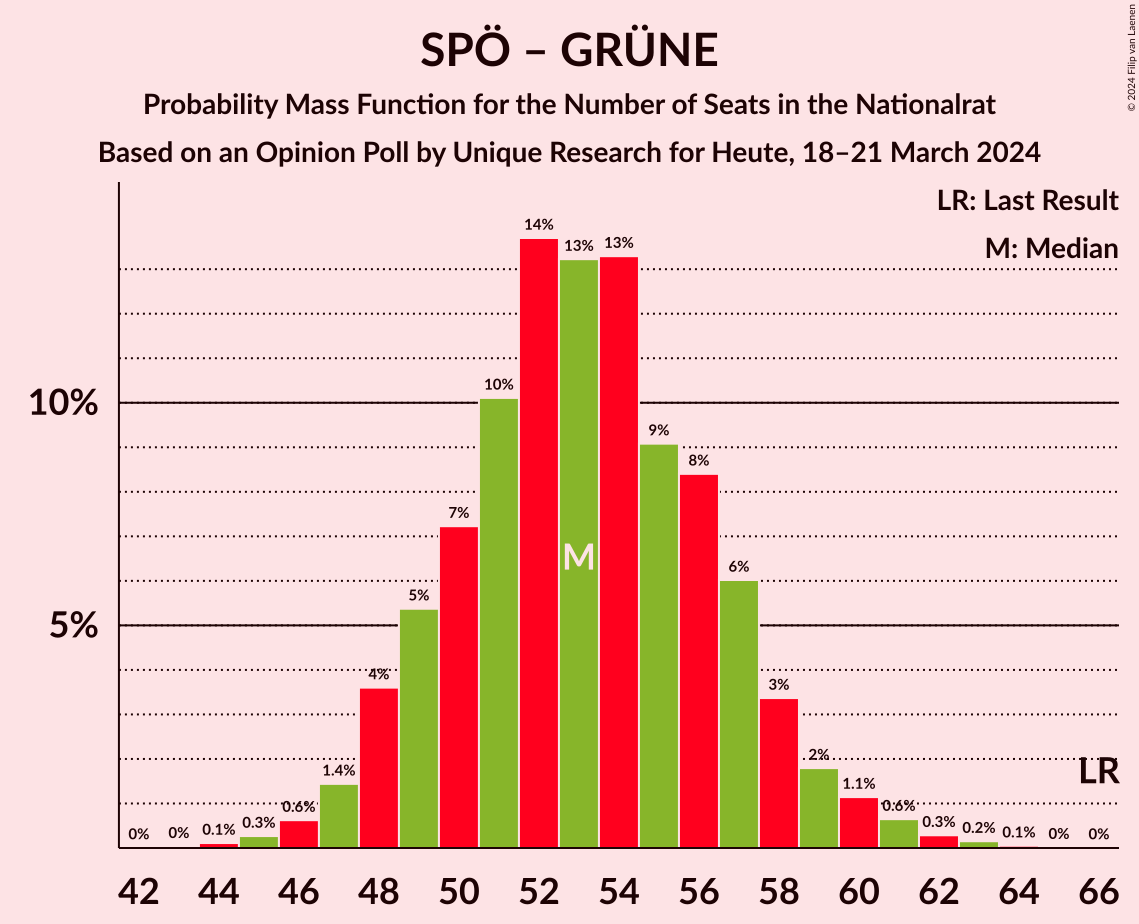 SPÖ – GRÜNE
Probability Mass Function for the Number of Seats in the Nationalrat
Based on an Opinion Poll by Unique Research for Heute, 18–21 March 2024
© 2024 Filip van Laenen
LR: Last Result
M: Median
10%
5%
0% 0% 0.1% 0.3% 0.6% 1.4% 4% 5% 7% 10% 14% 13% 13% 9% 8% 6% 3% 2% 1.1% 0.6% 0.3% 0.2% 0.1% 0% 0%
M
LR
42 44 46 48 50 52 54 56 58 60 62 64 66